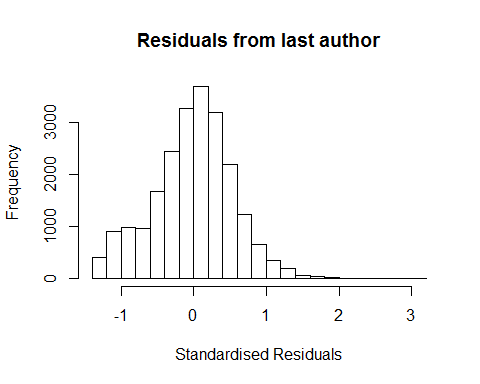 Residuals from last author
Frequency
3000
2000
1000
0
-1 0 1 2 3
Standardised Residuals